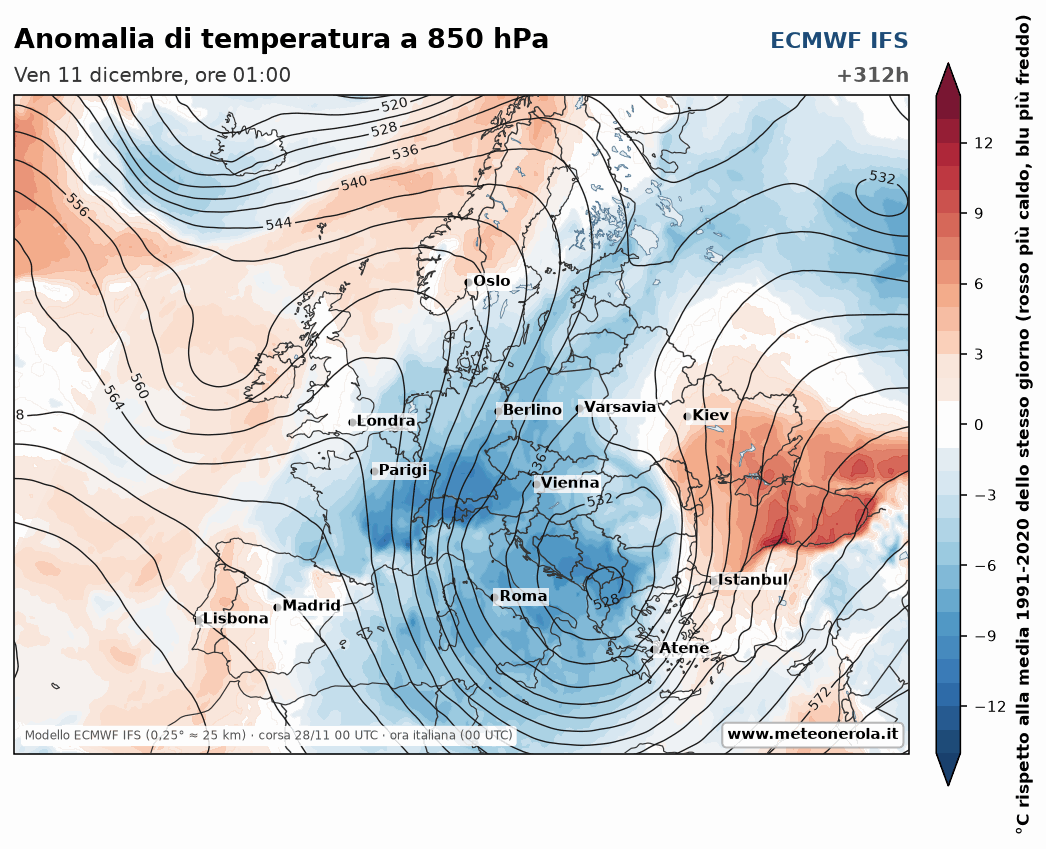 Anomalia di temperatura a 850 hPa
ECMWF IFS
Ven 11 dicembre, ore 01:00
+312h
520
528
536
540
544
556
532
Oslo
560
564
8
Londra
Berlino
Varsavia
Kiev
Parigi
536
Vienna
532
Istanbul
Roma
528
Madrid
Lisbona
Atene
572
Modello ECMWF IFS (0,25° ≈ 25 km) · corsa 28/11 00 UTC · ora italiana (00 UTC)
www.meteonerola.it
12
9
6
3
0
−3
−6
−9
−12
°C rispetto alla media 1991-2020 dello stesso giorno (rosso più caldo, blu più freddo)